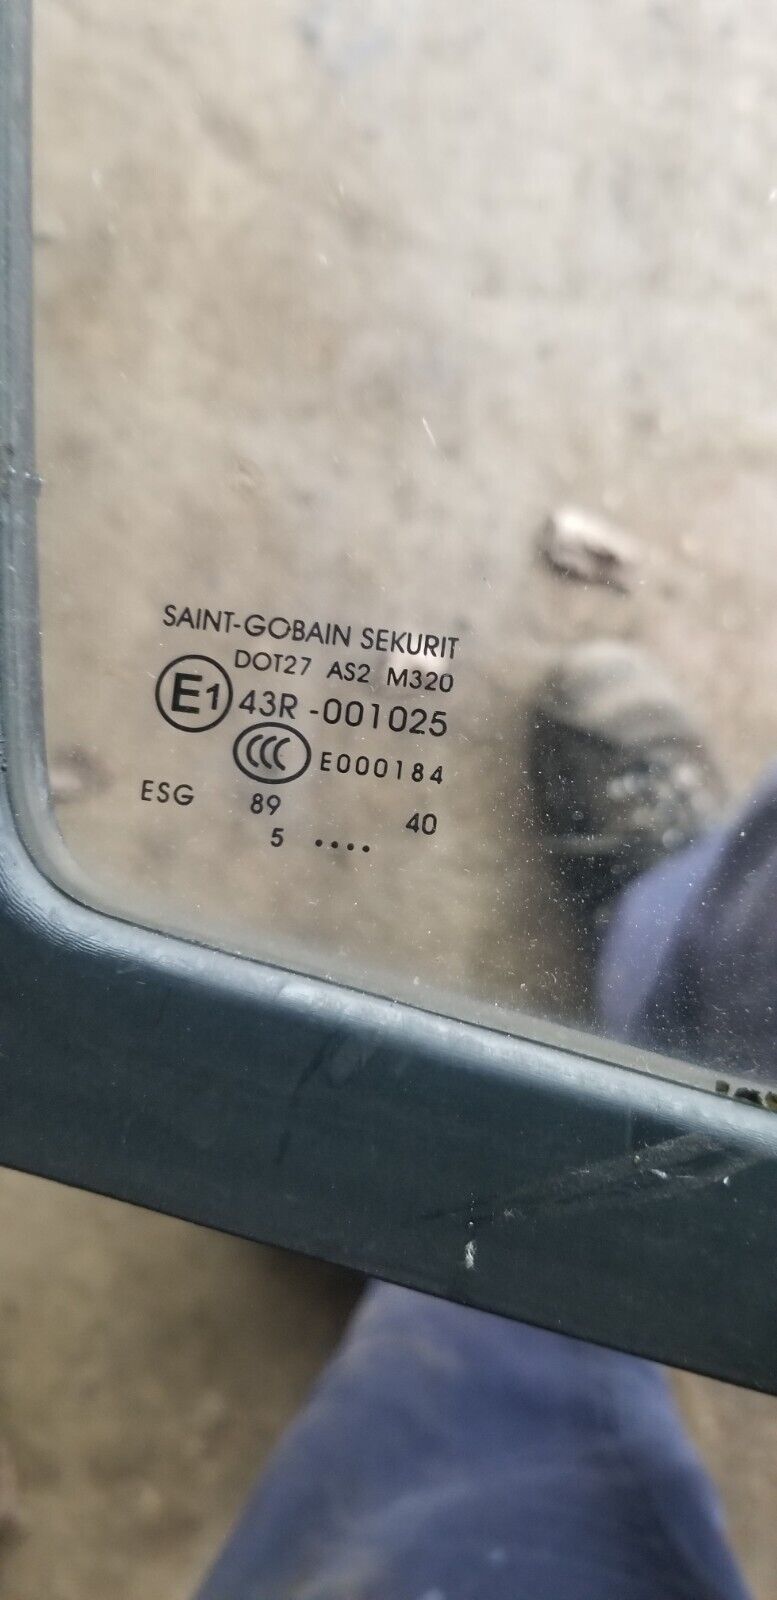 SAINT-GOBAIN SEKURIT
DOT27 AS2 M320
E1 43R -001025
CCC E000184
ESG 89 40
5 ....